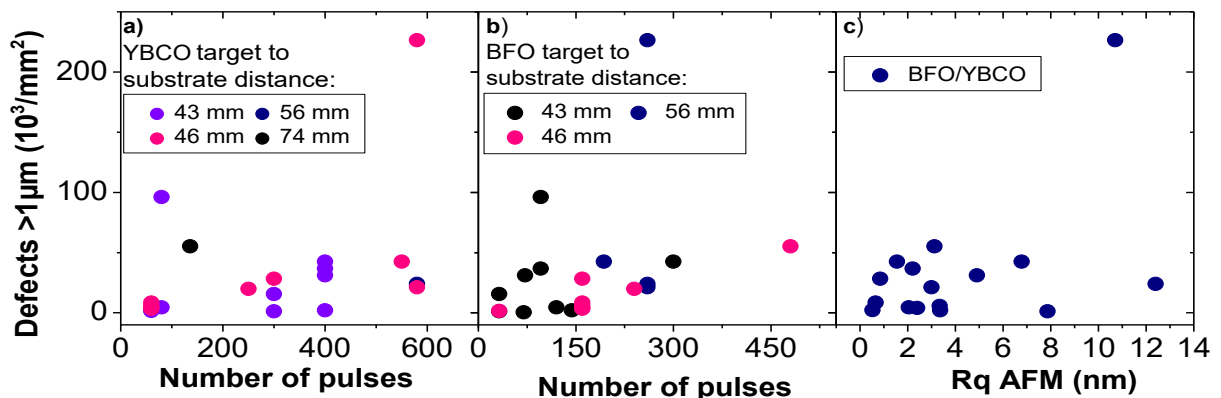 Defects >1µm (10³/mm²)
200
100
0
a)
YBCO target to
substrate distance:
43 mm 56 mm
46 mm 74 mm
0 200 400 600
Number of pulses
b)
BFO target to
substrate distance:
43 mm 56 mm
46 mm
0 150 300 450
Number of pulses
c)
BFO/YBCO
0 2 4 6 8 10 12 14
Rq AFM (nm)